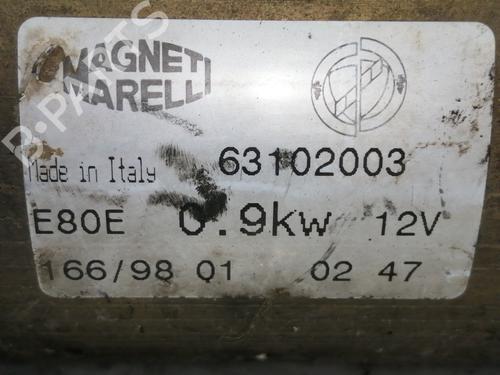 MAGNETI
MARELLI
Made in Italy 63102003
E80E 0.9kw 12V
166/98 01 02 47
B-PARTS